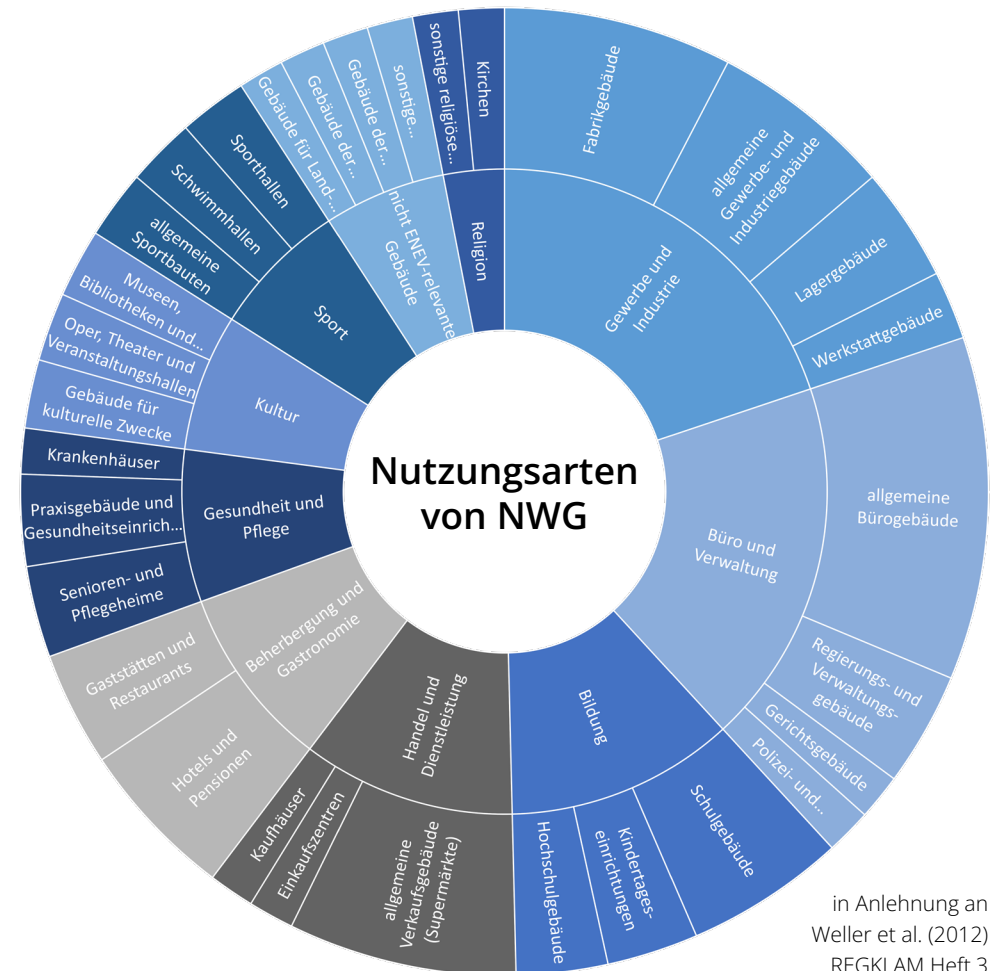 Nutzungsarten
von NWG
Gewerbe und
Industrie
Fabrikgebäude
allgemeine
Gewerbe- und
Industriegebäude
Lagergebäude
Werkstattgebäude
Büro und
Verwaltung
allgemeine
Bürogebäude
Regierungs- und
Verwaltungs-
gebäude
Gerichtsgebäude
Polizei- und...
Bildung
Schulgebäude
Kindertages-
einrichtungen
Hochschulgebäude
Handel und
Dienstleistung
allgemeine
Verkaufsgebäude
(Supermärkte)
Einkaufszentren
Kaufhäuser
Beherbergung und
Gastronomie
Hotels und
Pensionen
Gaststätten und
Restaurants
Gesundheit und
Pflege
Senioren- und
Pflegeheime
Praxisgebäude und
Gesundheitseinrich...
Krankenhäuser
Kultur
Gebäude für
kulturelle Zwecke
Oper, Theater und
Veranstaltungshallen
Museen,
Bibliotheken und...
Sport
allgemeine
Sportbauten
Schwimmhallen
Sporthallen
nicht ENEV-relevante
Gebäude
Gebäude für Land-...
Gebäude der...
Gebäude der...
sonstige...
Religion
sonstige religiöse...
Kirchen
in Anlehnung an
Weller et al. (2012)
REGKLAM Heft 3